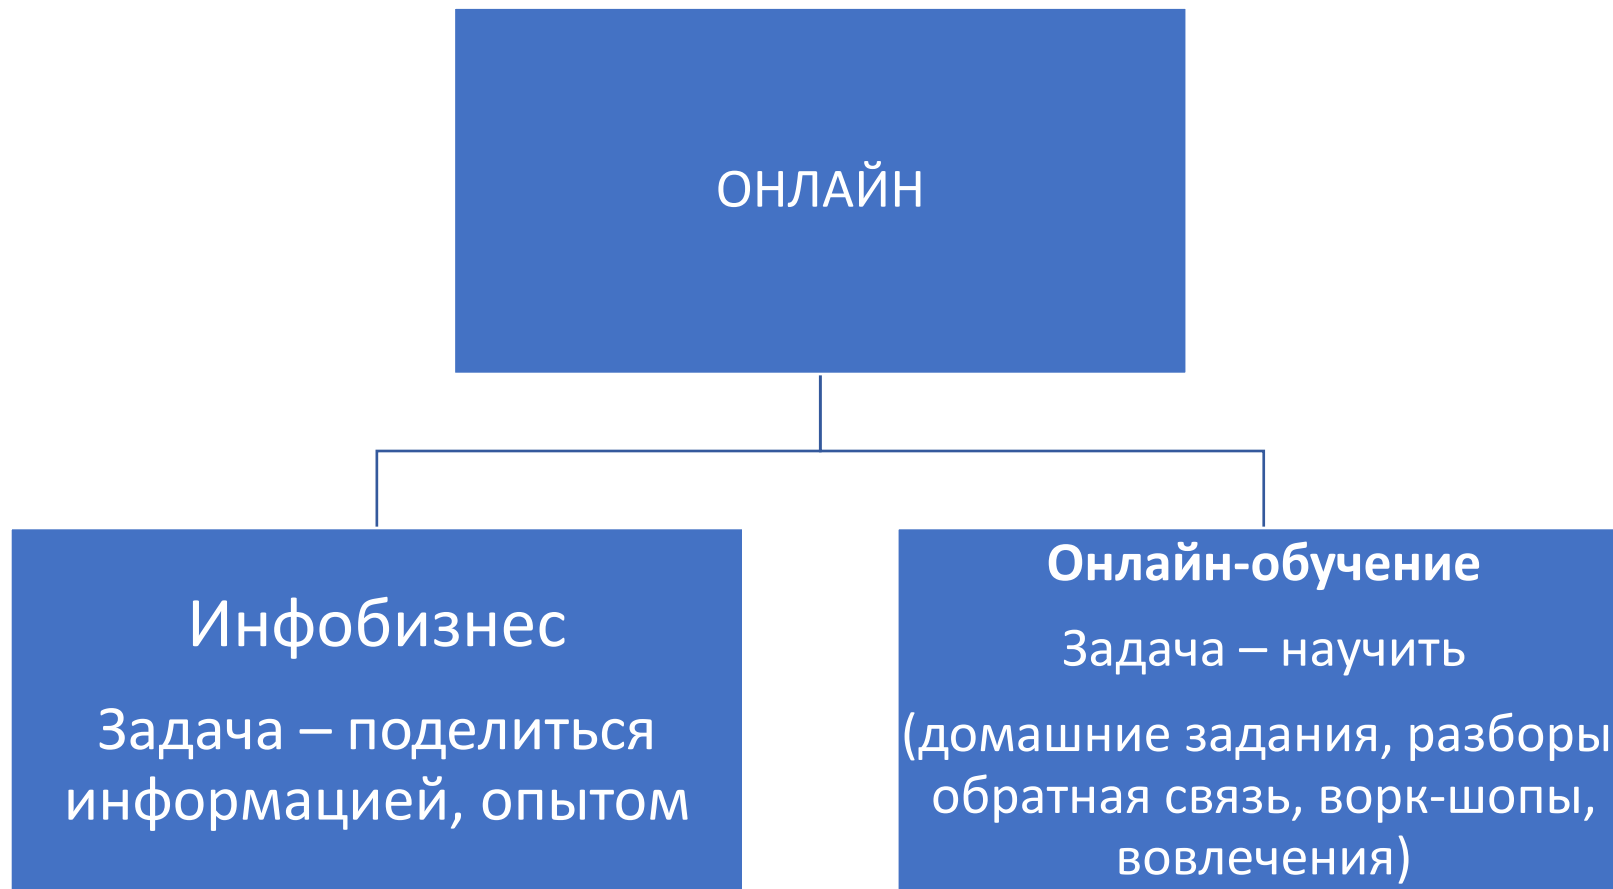 ОНЛАЙН
Инфобизнес
Задача – поделиться
информацией, опытом
Онлайн-обучение
Задача – научить
(домашние задания, разборы
обратная связь, ворк-шопы,
вовлечения)